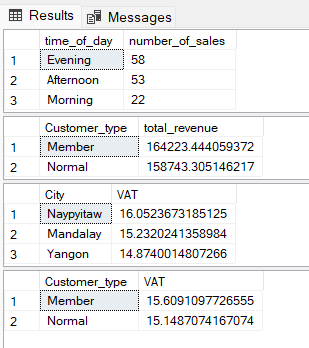 Results Messages
time_of_day number_of_sales
1 Evening 58
2 Afternoon 53
3 Morning 22
Customer_type total_revenue
1 Member 164223.444059372
2 Normal 158743.305146217
City VAT
1 Naypyitaw 16.0523673185125
2 Mandalay 15.2320241358984
3 Yangon 14.8740014807266
Customer_type VAT
1 Member 15.6091097726555
2 Normal 15.1487074167074